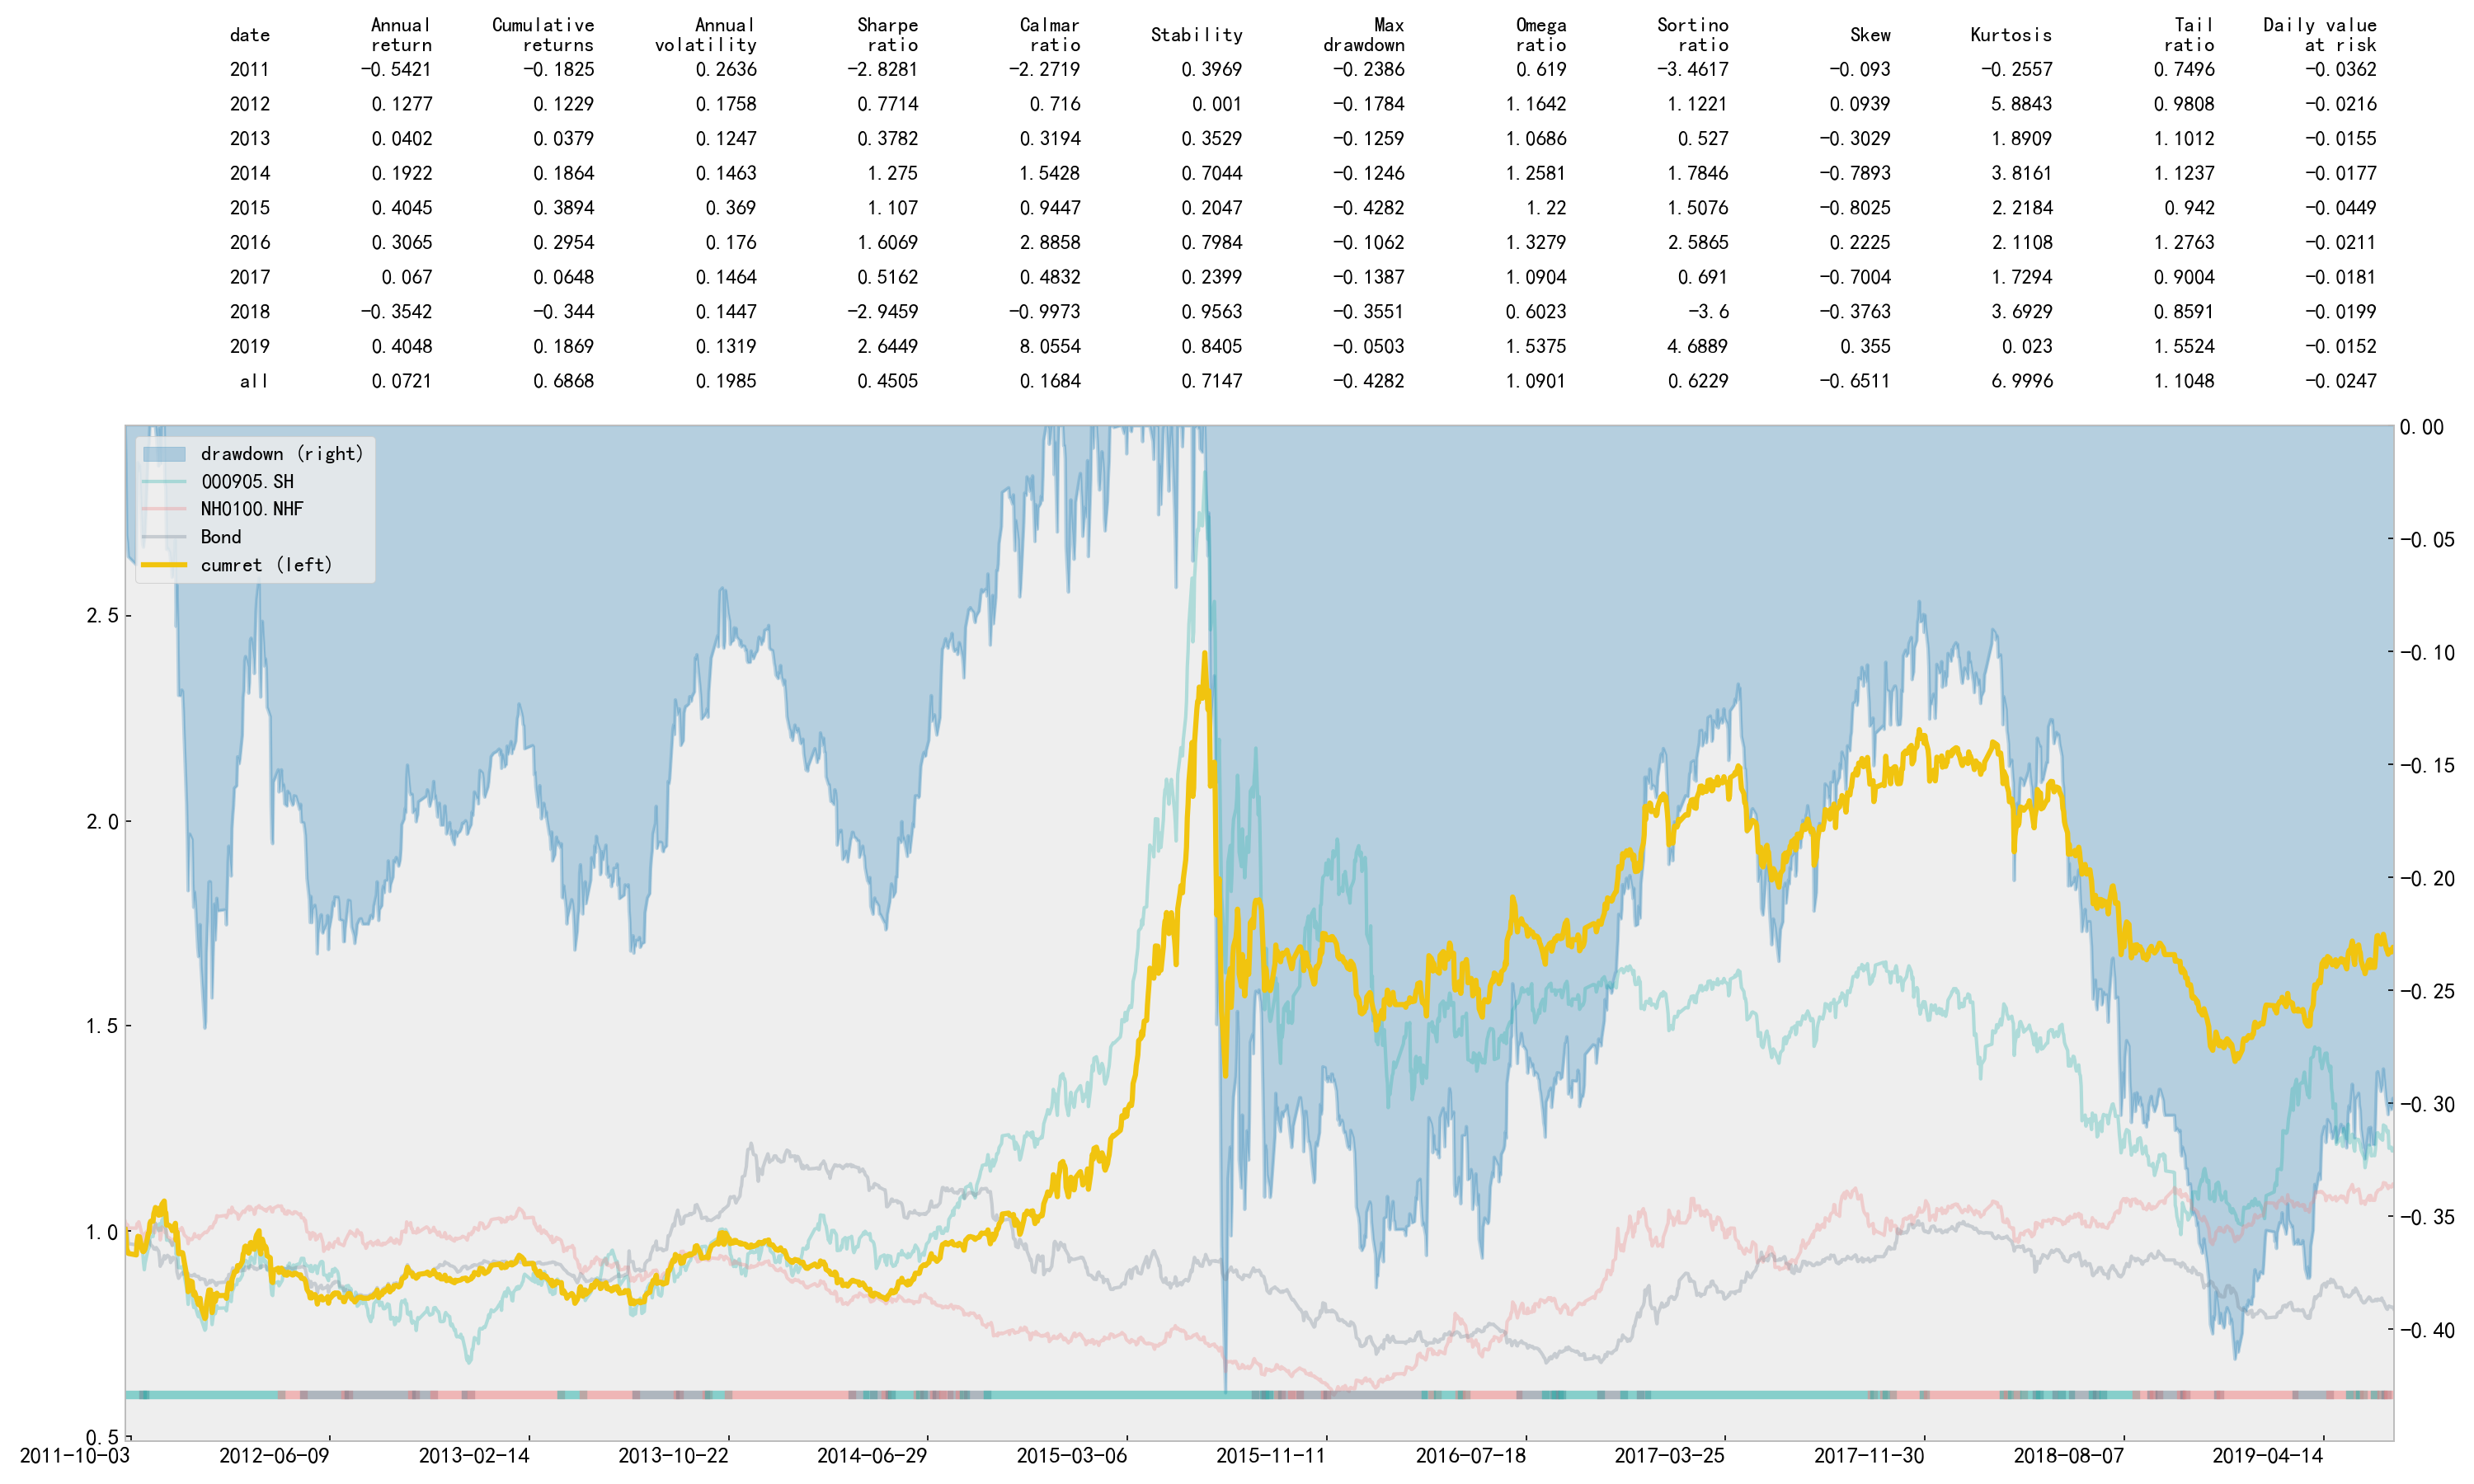 date Annual return Cumulative returns Annual volatility Sharpe ratio Calmar ratio Stability Max drawdown Omega ratio Sortino ratio Skew Kurtosis Tail ratio Daily value at risk
2011 -0.5421 -0.1825 0.2636 -2.8281 -2.2719 0.3969 -0.2386 0.619 -3.4617 -0.093 -0.2557 0.7496 -0.0362
2012 0.1277 0.1229 0.1758 0.7714 0.716 0.001 -0.1784 1.1642 1.1221 0.0939 5.8843 0.9808 -0.0216
2013 0.0402 0.0379 0.1247 0.3782 0.3194 0.3529 -0.1259 1.0686 0.527 -0.3029 1.8909 1.1012 -0.0155
2014 0.1922 0.1864 0.1463 1.275 1.5428 0.7044 -0.1246 1.2581 1.7846 -0.7893 3.8161 1.1237 -0.0177
2015 0.4045 0.3894 0.369 1.107 0.9447 0.2047 -0.4282 1.22 1.5076 -0.8025 2.2184 0.942 -0.0449
2016 0.3065 0.2954 0.176 1.6069 2.8858 0.7984 -0.1062 1.3279 2.5865 0.2225 2.1108 1.2763 -0.0211
2017 0.067 0.0648 0.1464 0.5162 0.4832 0.2399 -0.1387 1.0904 0.691 -0.7004 1.7294 0.9004 -0.0181
2018 -0.3542 -0.344 0.1447 -2.9459 -0.9973 0.9563 -0.3551 0.6023 -3.6 -0.3763 3.6929 0.8591 -0.0199
2019 0.4048 0.1869 0.1319 2.6449 8.0554 0.8405 -0.0503 1.5375 4.6889 0.355 0.023 1.5524 -0.0152
all 0.0721 0.6868 0.1985 0.4505 0.1684 0.7147 -0.4282 1.0901 0.6229 -0.6511 6.9996 1.1048 -0.0247
drawdown (right)
000905.SH
NH0100.NHF
Bond
cumret (left)
2.5
2.0
1.5
1.0
0.5
0.00
-0.05
-0.10
-0.15
-0.20
-0.25
-0.30
-0.35
-0.40
2011-10-03 2012-06-09 2013-02-14 2013-10-22 2014-06-29 2015-03-06 2015-11-11 2016-07-18 2017-03-25 2017-11-30 2018-08-07 2019-04-14